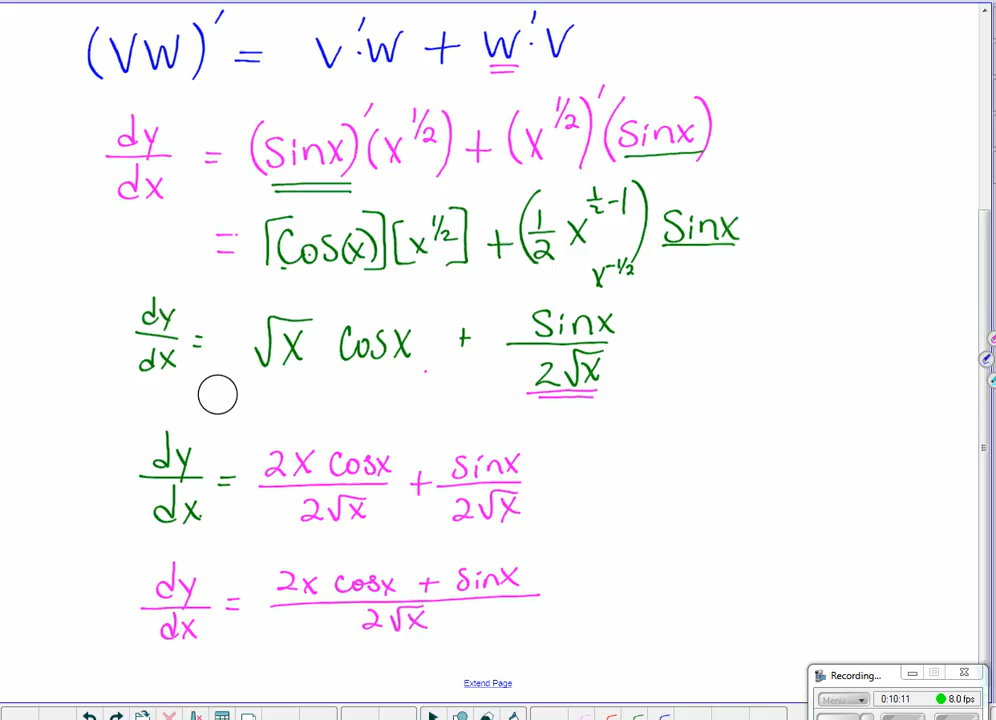 (VW)' = V'·W + W'·V
dy/dx = (sinx)'(x^1/2) + (x^1/2)'(sinx)
= [Cos(x)][x^1/2] + (1/2 x^1/2-1) Sinx
x^-1/2
dy/dx = √x Cosx + Sinx/2√x
dy/dx = 2x cosx/2√x + sinx/2√x
dy/dx = 2x cosx + sinx/2√x
Extend Page
Recording...
Menu 0:10:11 8.0 fps